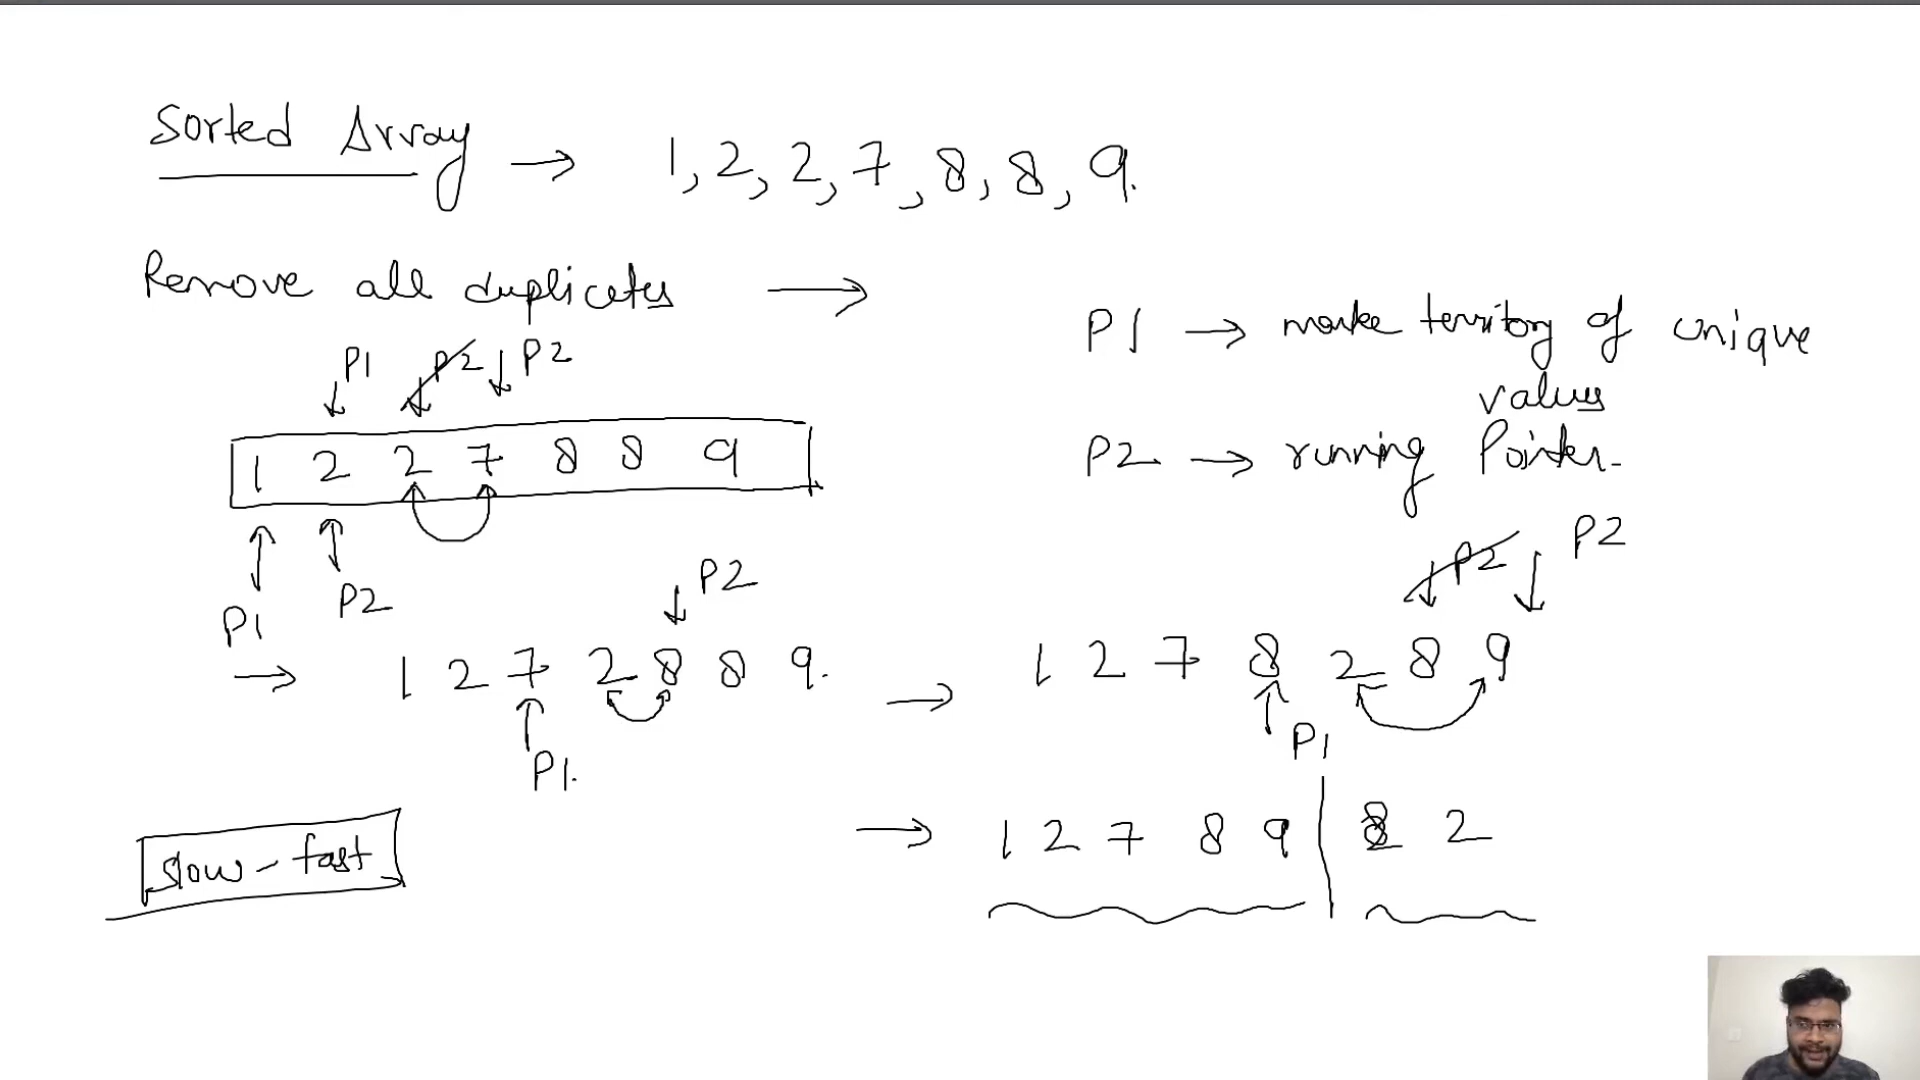 Sorted Array → 1, 2, 2, 7, 8, 8, 9.
Remove all duplicates →
P1 P2 P2
1 2 2 7 8 8 9
P1 P2
P1 → make territory of unique
values
P2 → running Pointer.
P2
→ 1 2 7 2 8 8 9.
P1.
P2 P2
→ 1 2 7 8 2 8 9
P1
slow - fast
→ 1 2 7 8 9 | 8 2